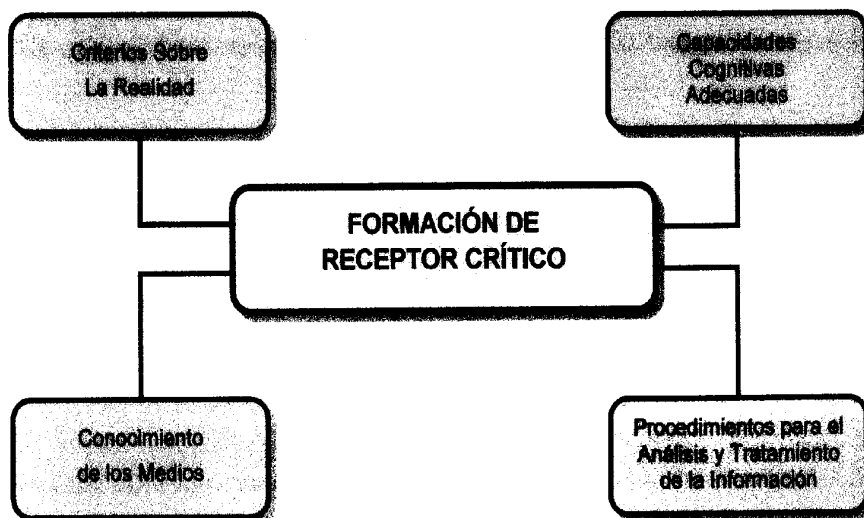 Criterios Sobre
La Realidad
Capacidades
Cognitivas
Adecuadas
FORMACIÓN DE
RECEPTOR CRÍTICO
Conocimiento
de los Medios
Procedimientos para el
Análisis y Tratamiento
de la Información